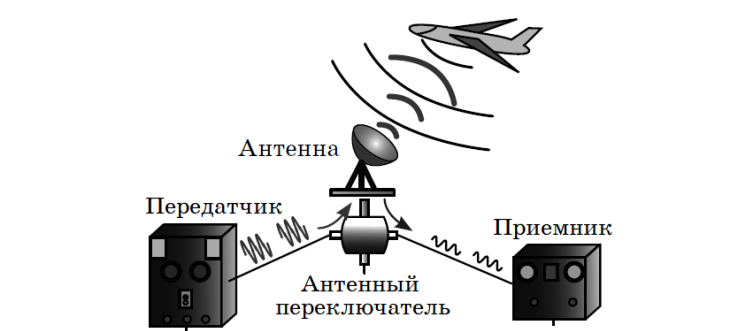 Антенна
Передатчик
Приемник
Антенный
переключатель